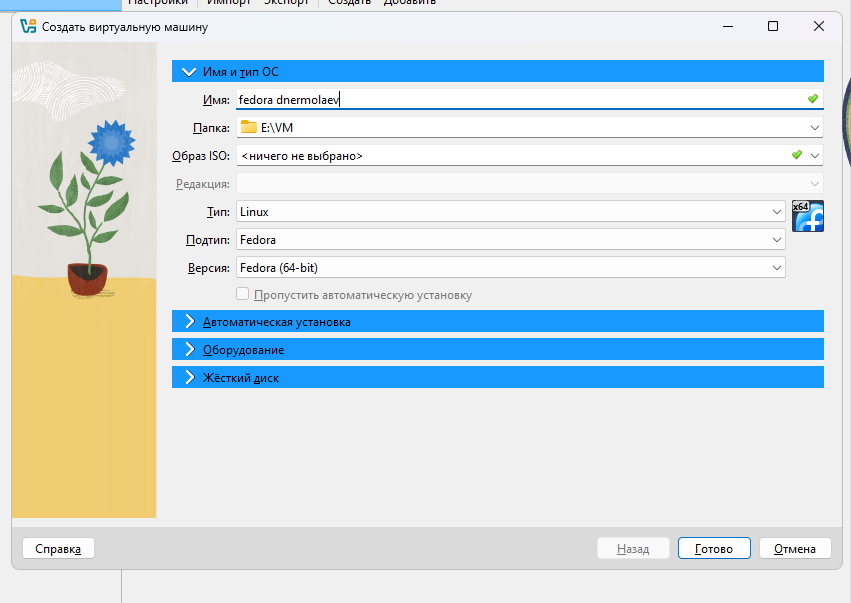 Настройки Импорт Экспорт Создать Добавить
Создать виртуальную машину
Имя и тип ОС
Имя: fedora dnermolaev
Папка: E:\VM
Образ ISO: <ничего не выбрано>
Редакция:
Тип: Linux
x64
Подтип: Fedora
Версия: Fedora (64-bit)
Пропустить автоматическую установку
Автоматическая установка
Оборудование
Жёсткий диск
Справка Назад Готово Отмена